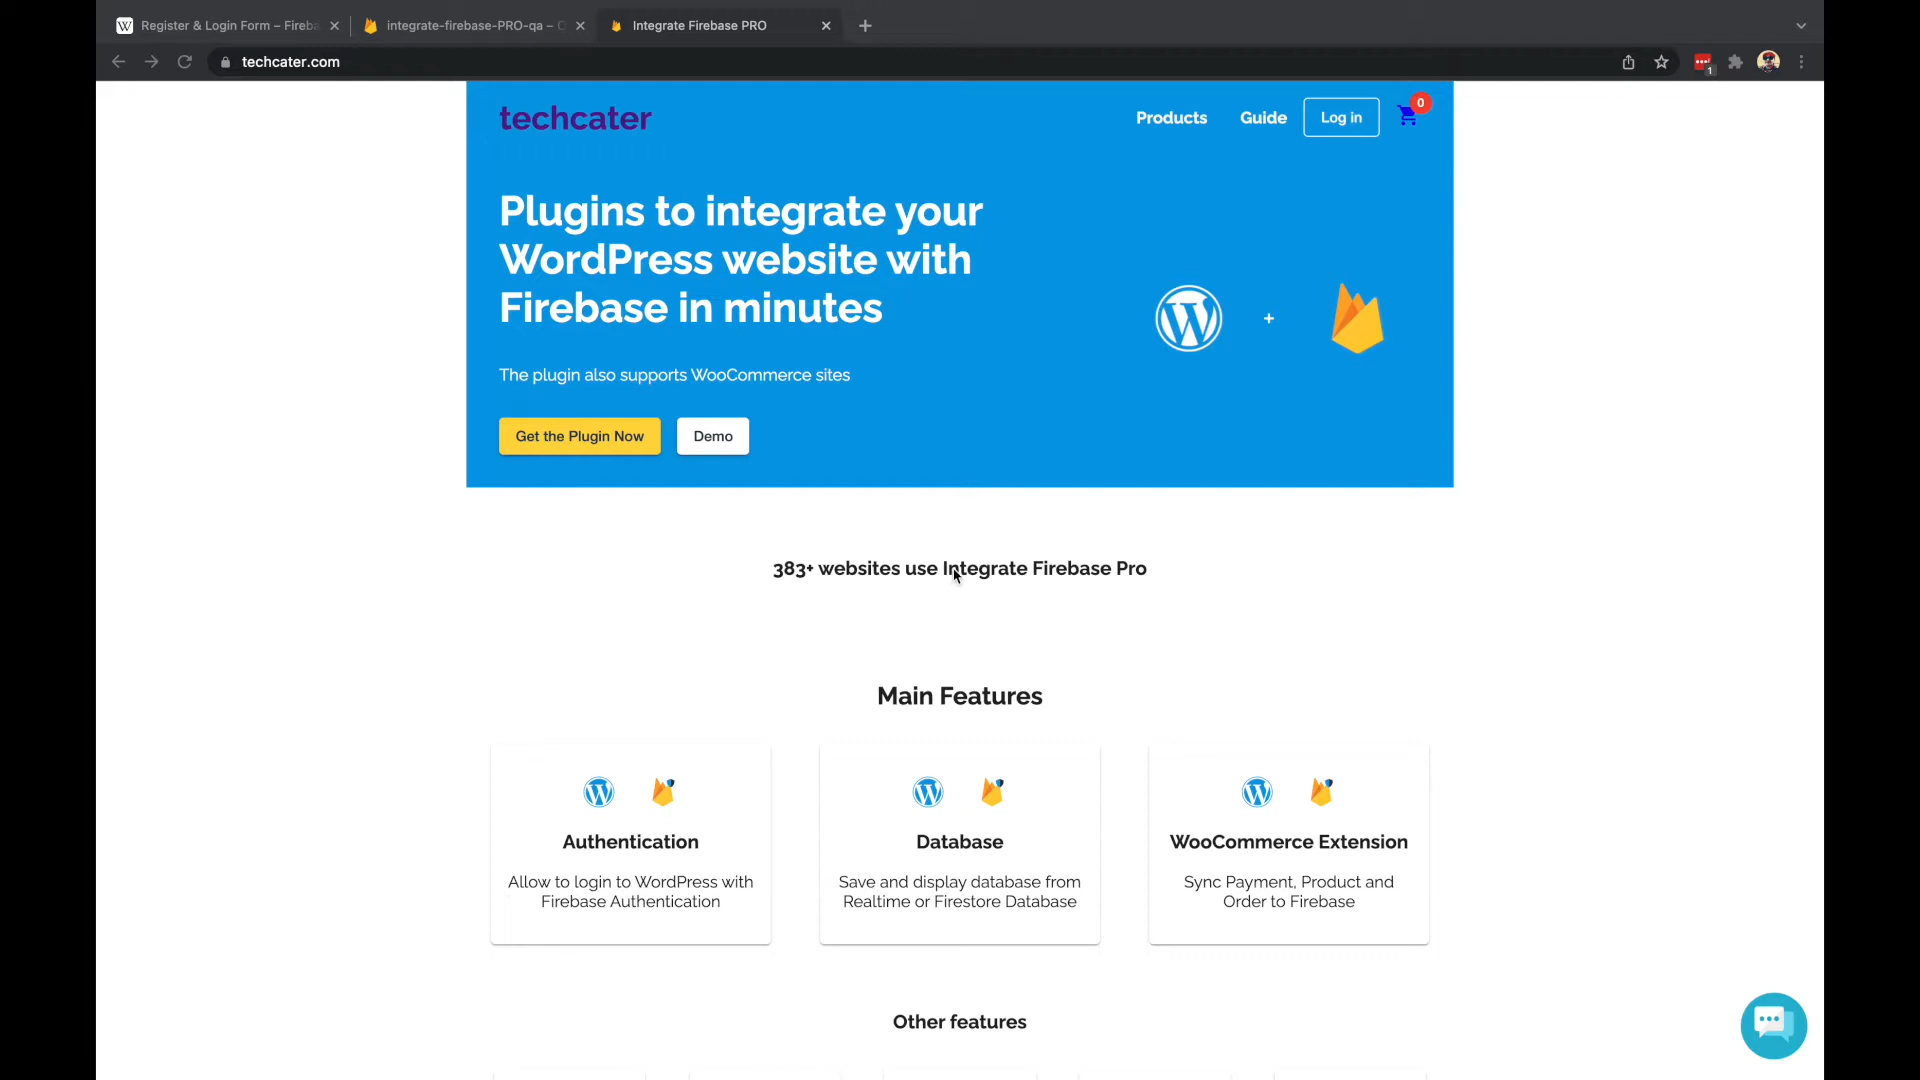 Register & Login Form – Fireba
integrate-firebase-PRO-qa – C
Integrate Firebase PRO
techcater.com
1
techcater
Products
Guide
Log in
0
Plugins to integrate your
WordPress website with
Firebase in minutes
+
The plugin also supports WooCommerce sites
Get the Plugin Now
Demo
383+ websites use Integrate Firebase Pro
Main Features
Authentication
Allow to login to WordPress with
Firebase Authentication
Database
Save and display database from
Realtime or Firestore Database
WooCommerce Extension
Sync Payment, Product and
Order to Firebase
Other features